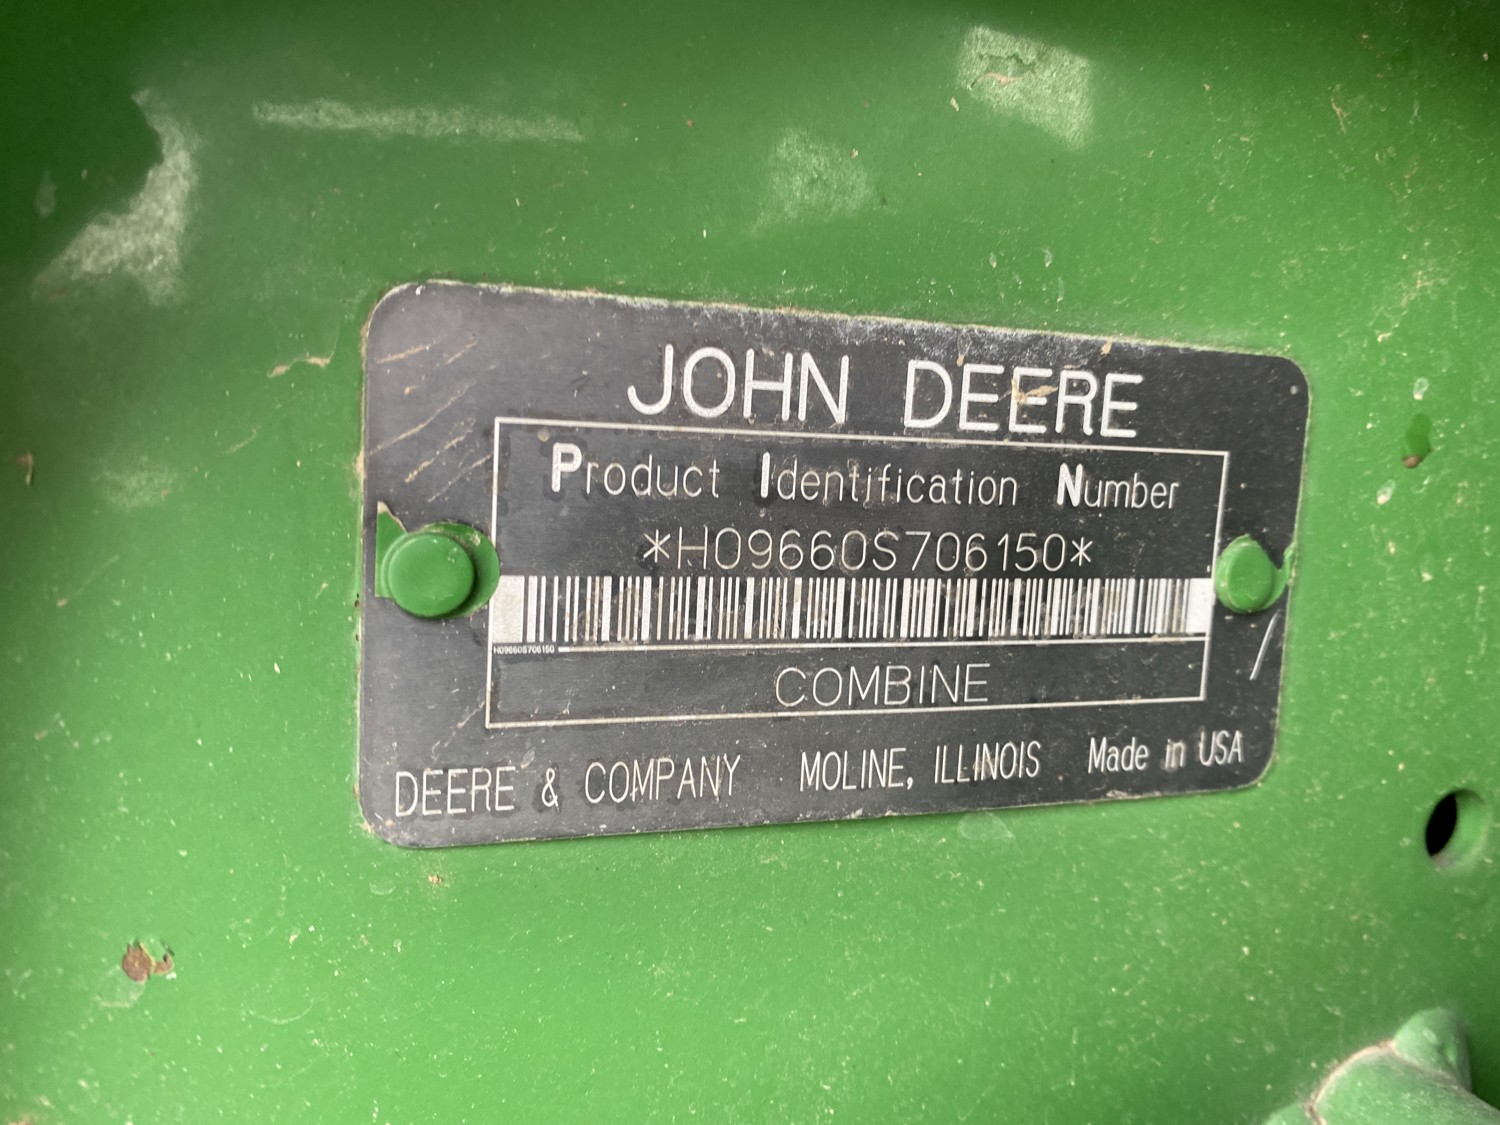 JOHN DEERE
Product Identification Number
*H09660S706150*
H09660S706150
COMBINE
DEERE & COMPANY MOLINE, ILLINOIS Made in USA